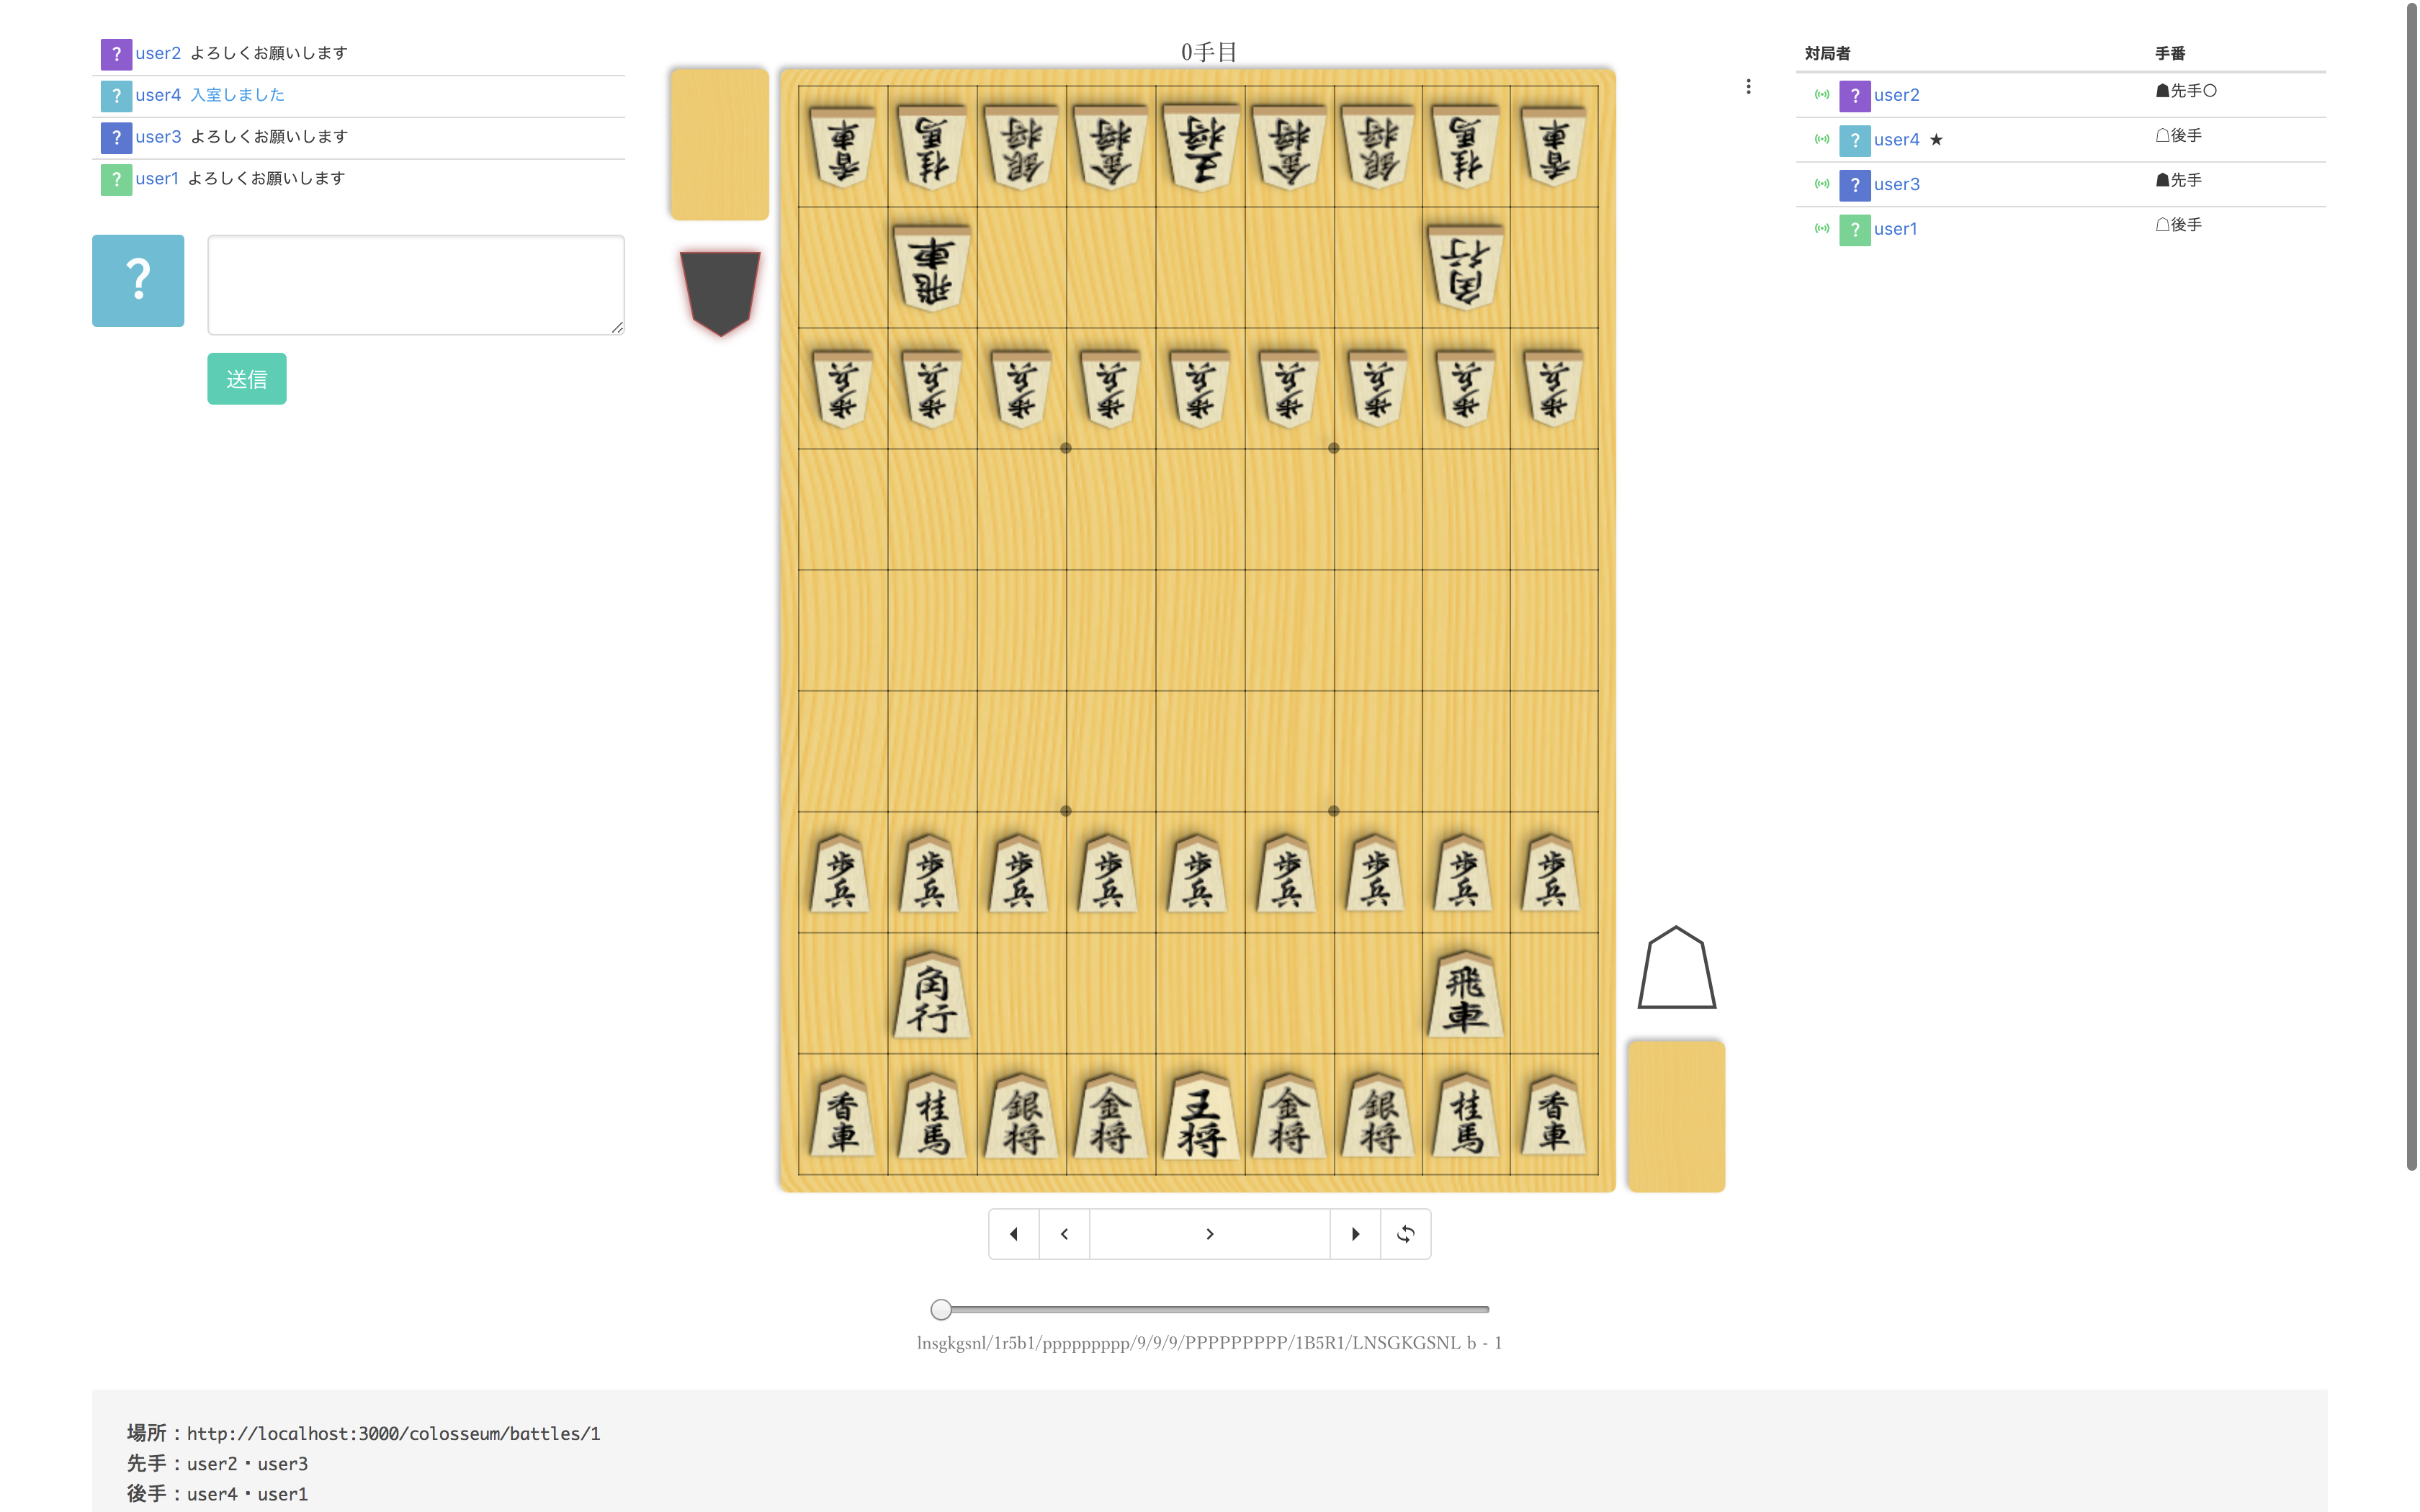 ? user2 よろしくお願いします
? user4 入室しました
? user3 よろしくお願いします
? user1 よろしくお願いします
?
送信
0手目
香車 桂馬 銀将 金将 王将 金将 銀将 桂馬 香車
飛車 角行
歩兵 歩兵 歩兵 歩兵 歩兵 歩兵 歩兵 歩兵 歩兵
歩兵 歩兵 歩兵 歩兵 歩兵 歩兵 歩兵 歩兵 歩兵
角行 飛車
香車 桂馬 銀将 金将 王将 金将 銀将 桂馬 香車
lnsgkgsnl/1r5b1/ppppppppp/9/9/9/PPPPPPPPP/1B5R1/LNSGKGSNL b - 1
対局者 手番
? user2 ☗先手○
? user4 ★ ☖後手
? user3 ☗先手
? user1 ☖後手
場所：http://localhost:3000/colosseum/battles/1
先手：user2・user3
後手：user4・user1